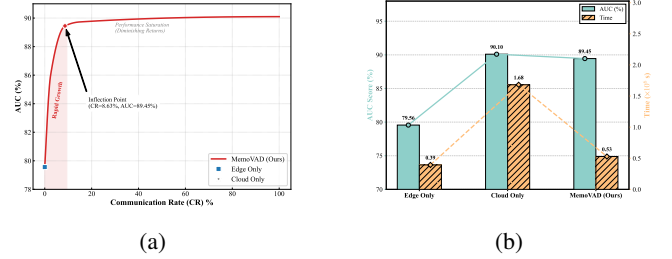 (a)
AUC (%)
92
90
88
86
84
82
80
78
Performance Saturation
(Diminishing Returns)
Rapid Growth
Inflection Point
(CR=8.63%, AUC=89.45%)
MemoVAD (Ours)
Edge Only
Cloud Only
0 20 40 60 80 100
Communication Rate (CR) %
(a)
(b)
AUC Score (%)
95
90
85
80
75
70
AUC (%)
Time
79.56
0.39
90.10
1.68
89.45
0.53
Edge Only Cloud Only MemoVAD (Ours)
3.0
2.5
2.0
1.5
1.0
0.5
0.0
(b)